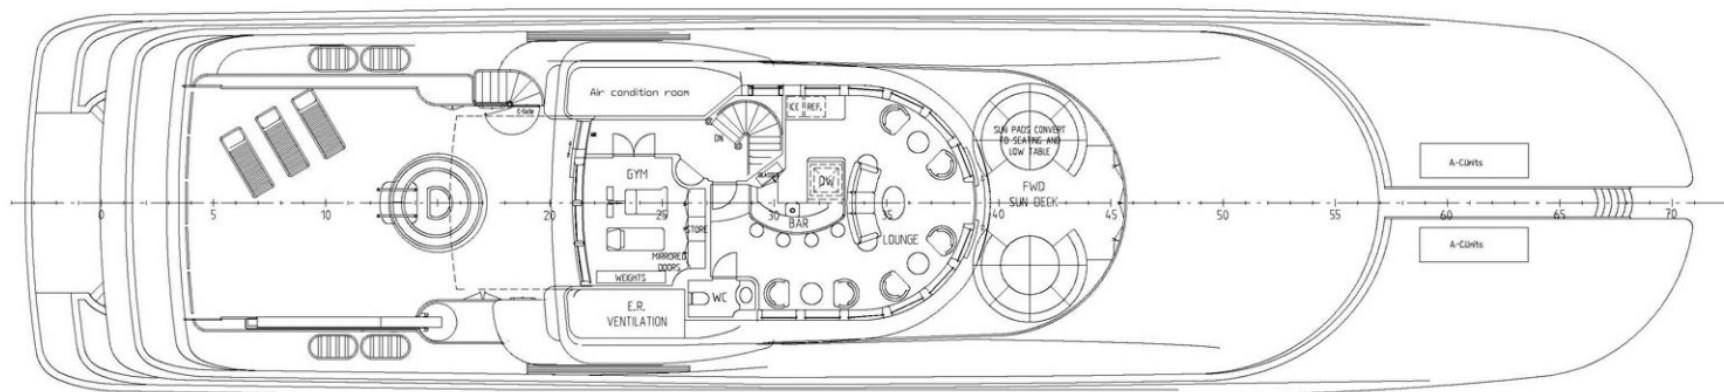 Air condition room
ICE REF.
SUN PADS CONVERT
TO SEATING AND
LOW TABLE
DN
GYM
DW
FWD
SUN DECK
A-C.Units
0
5
10
15
20
25
30
35
40
45
50
55
60
65
70
STORE
BAR
LOUNGE
MIRRORED
DOORS
WEIGHTS
WC
E.R.
VENTILATION
A-C.Units